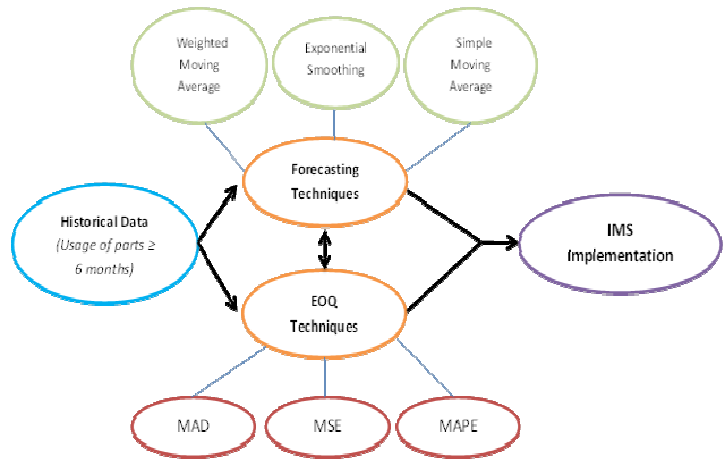 Weighted
Moving
Average
Exponential
Smoothing
Simple
Moving
Average
Forecasting
Techniques
Historical Data
(Usage of parts ≥
6 months)
IMS
Implementation
EOQ
Techniques
MAD
MSE
MAPE